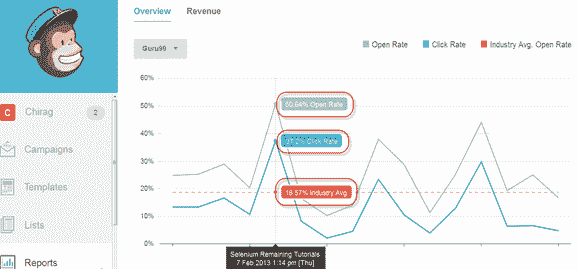 Overview Revenue
Guru99
Open Rate Click Rate Industry Avg. Open Rate
60%
50%
40%
30%
20%
10%
0%
50.64% Open Rate
Click Rate
18.57% Industry Avg
Selenium Remaining Tutorials
7 Feb 2013 1:14 pm [Thu]
C Chirag 2
Campaigns
Templates
Lists
Reports